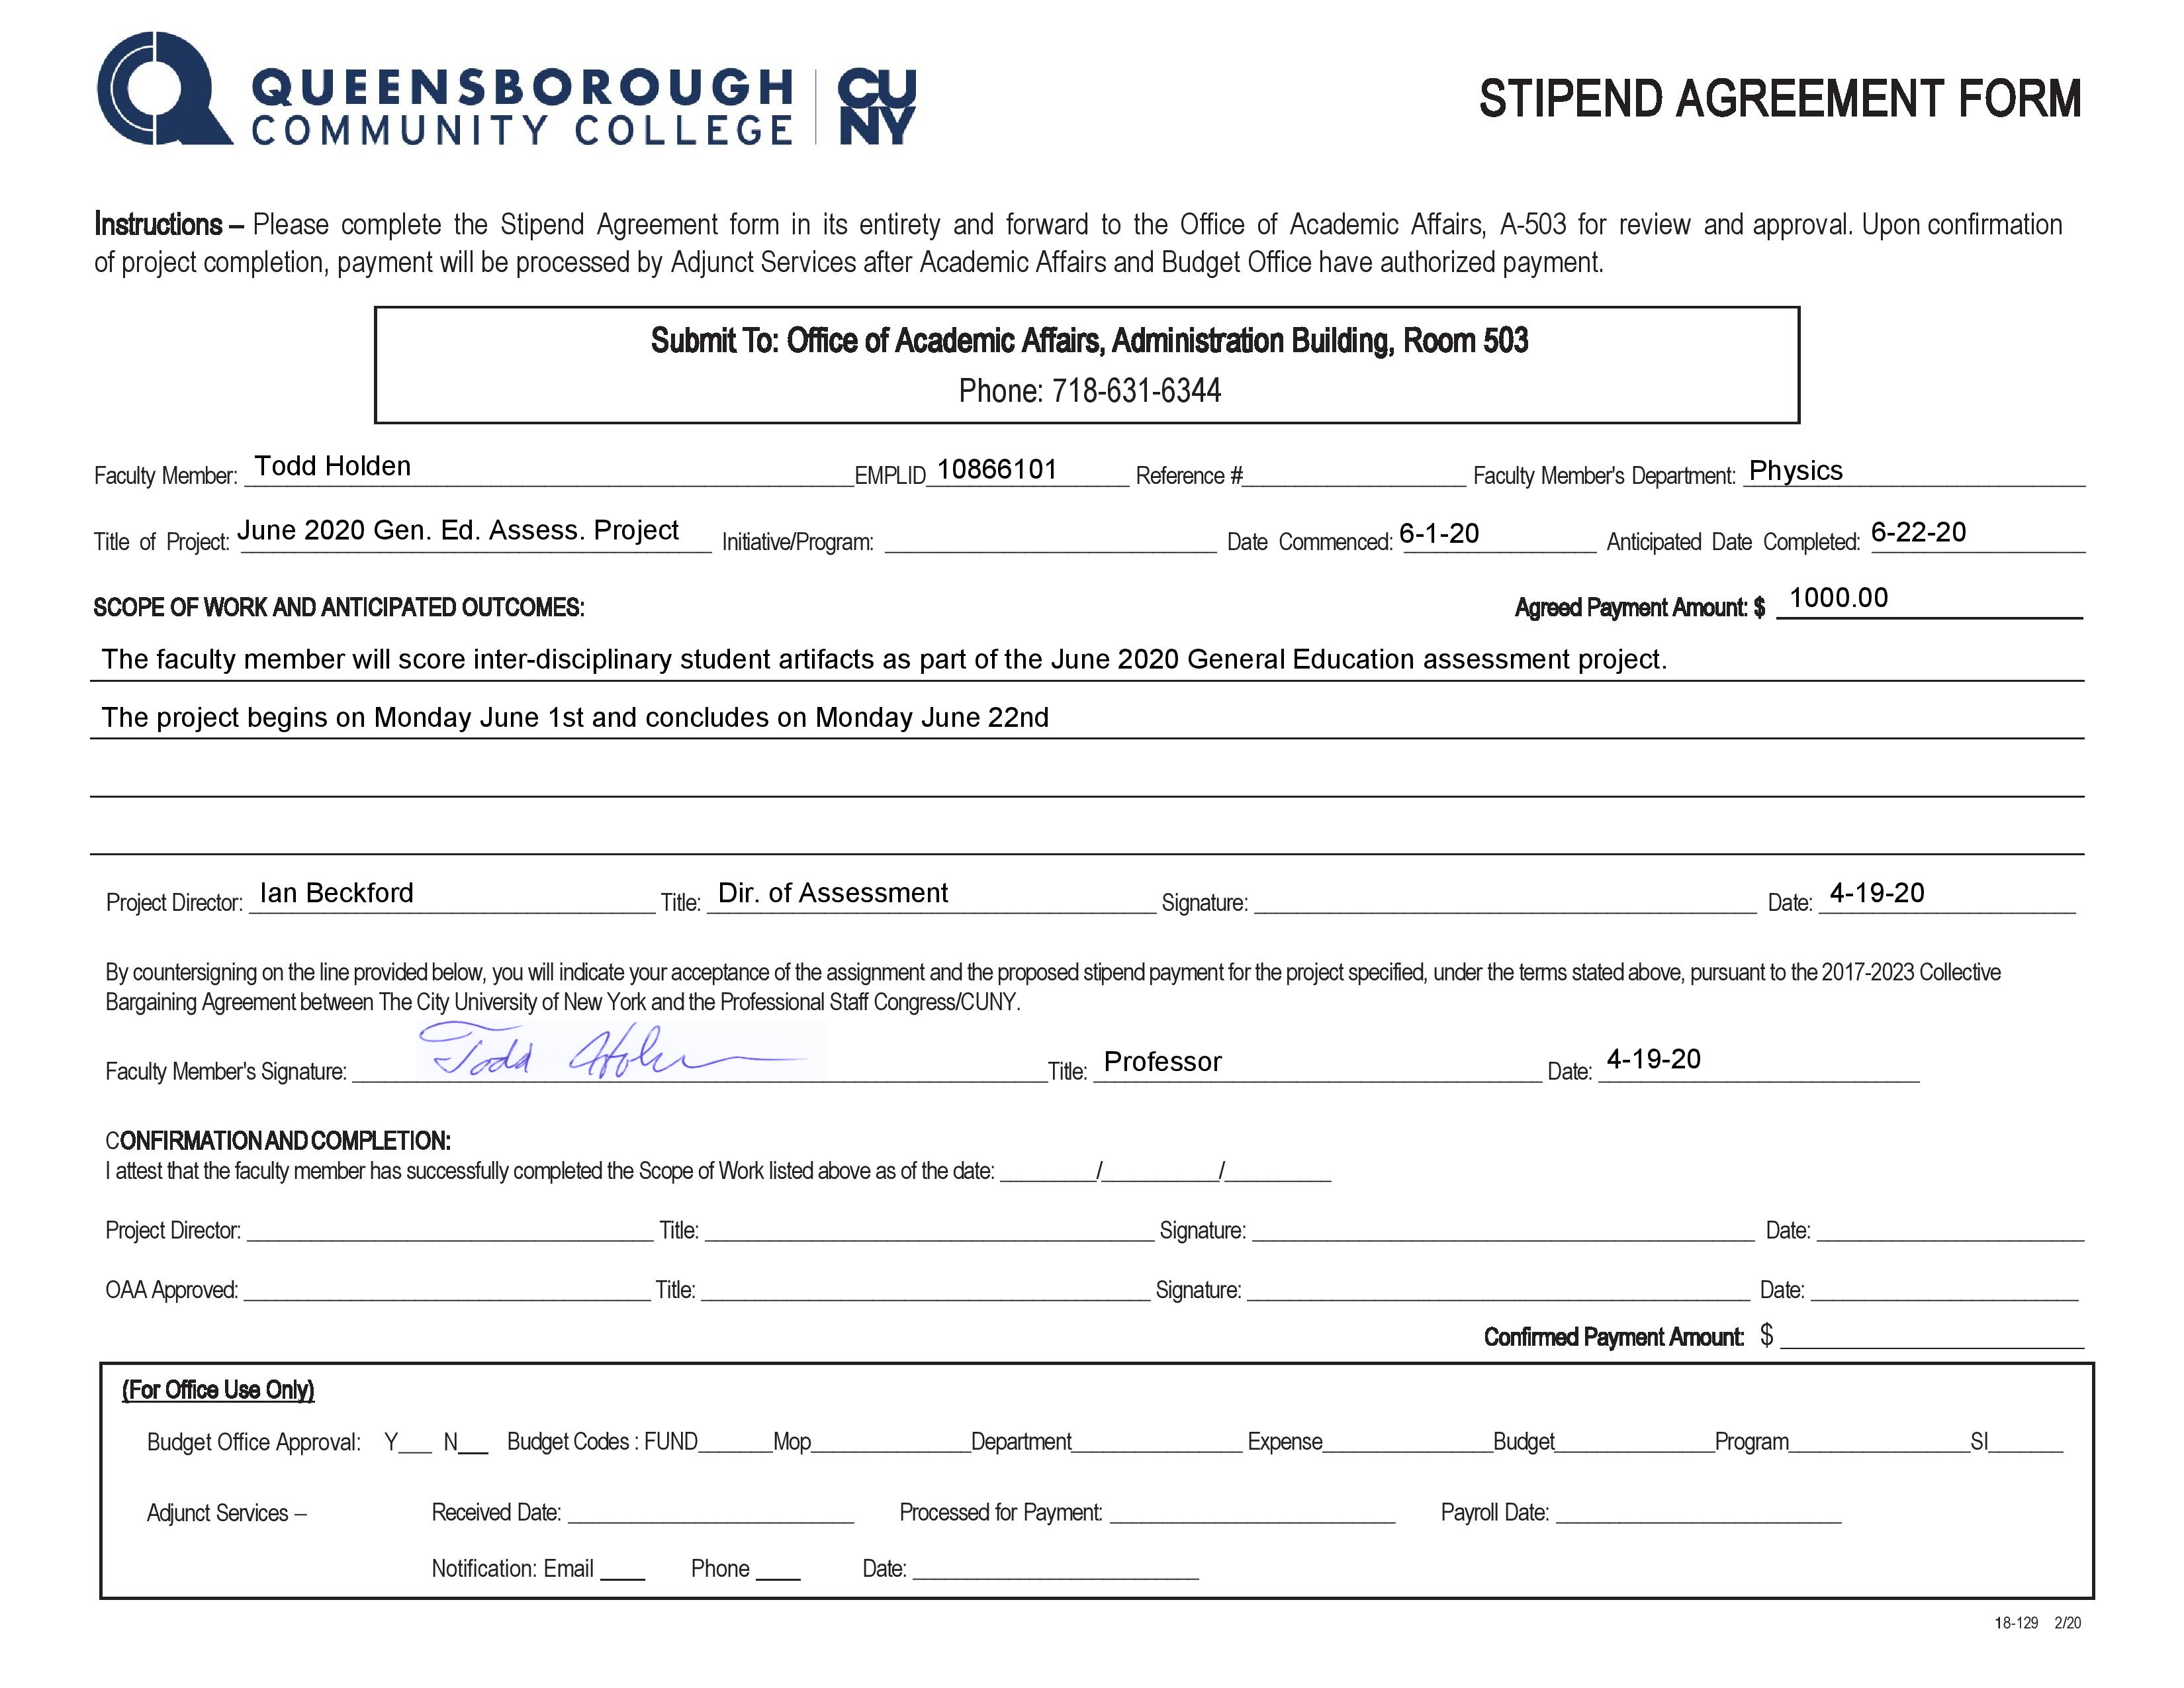 QUEENSBOROUGH
COMMUNITY COLLEGE
CU
NY
STIPEND AGREEMENT FORM
Instructions – Please complete the Stipend Agreement form in its entirety and forward to the Office of Academic Affairs, A-503 for review and approval. Upon confirmation
of project completion, payment will be processed by Adjunct Services after Academic Affairs and Budget Office have authorized payment.
Submit To: Office of Academic Affairs, Administration Building, Room 503
Phone: 718-631-6344
Faculty Member: Todd Holden EMPLID 10866101 Reference # Faculty Member's Department: Physics
Title of Project: June 2020 Gen. Ed. Assess. Project Initiative/Program: Date Commenced: 6-1-20 Anticipated Date Completed: 6-22-20
SCOPE OF WORK AND ANTICIPATED OUTCOMES: Agreed Payment Amount: $ 1000.00
The faculty member will score inter-disciplinary student artifacts as part of the June 2020 General Education assessment project.
The project begins on Monday June 1st and concludes on Monday June 22nd
Project Director: Ian Beckford Title: Dir. of Assessment Signature: Date: 4-19-20
By countersigning on the line provided below, you will indicate your acceptance of the assignment and the proposed stipend payment for the project specified, under the terms stated above, pursuant to the 2017-2023 Collective
Bargaining Agreement between The City University of New York and the Professional Staff Congress/CUNY.
Faculty Member's Signature: Todd Holden Title: Professor Date: 4-19-20
CONFIRMATION AND COMPLETION:
I attest that the faculty member has successfully completed the Scope of Work listed above as of the date: / /
Project Director: Title: Signature: Date:
OAA Approved: Title: Signature: Date:
Confirmed Payment Amount: $
(For Office Use Only)
Budget Office Approval: Y N Budget Codes : FUND Mop Department Expense Budget Program SI
Adjunct Services – Received Date: Processed for Payment: Payroll Date:
Notification: Email Phone Date:
18-129 2/20